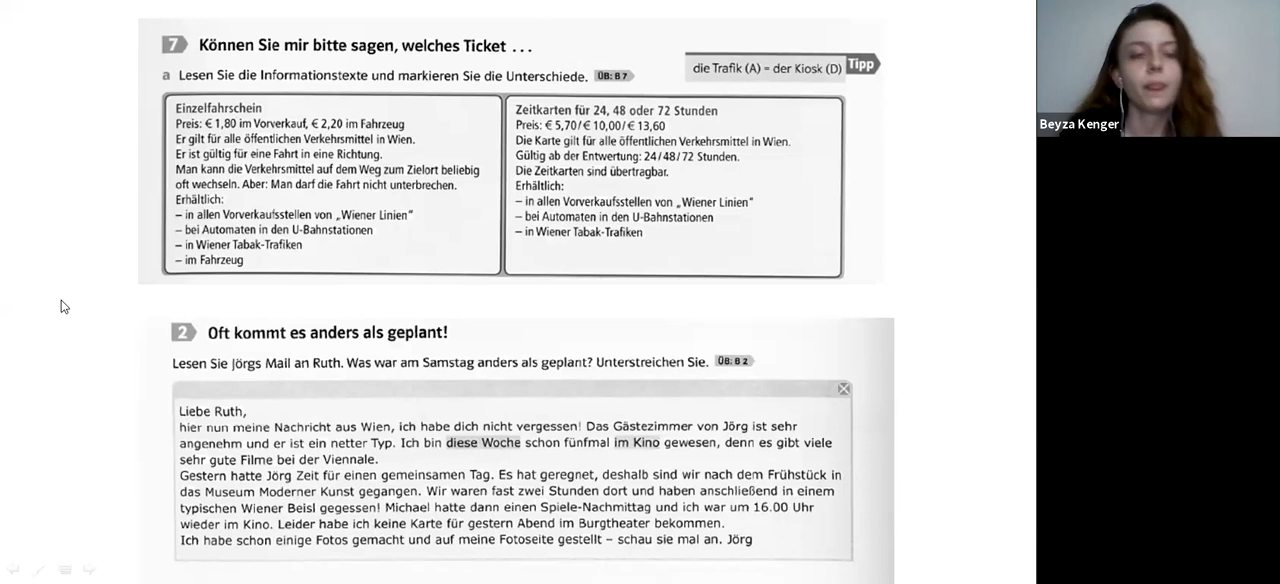 7 Können Sie mir bitte sagen, welches Ticket ...
a Lesen Sie die Informationstexte und markieren Sie die Unterschiede. ÜB: B 7
die Trafik (A) = der Kiosk (D) Tipp
Einzelfahrschein
Preis: € 1,80 im Vorverkauf, € 2,20 im Fahrzeug
Er gilt für alle öffentlichen Verkehrsmittel in Wien.
Er ist gültig für eine Fahrt in eine Richtung.
Man kann die Verkehrsmittel auf dem Weg zum Zielort beliebig
oft wechseln. Aber: Man darf die Fahrt nicht unterbrechen.
Erhältlich:
– in allen Vorverkaufsstellen von „Wiener Linien“
– bei Automaten in den U-Bahnstationen
– in Wiener Tabak-Trafiken
– im Fahrzeug
Zeitkarten für 24, 48 oder 72 Stunden
Preis: € 5,70/€ 10,00/€ 13,60
Die Karte gilt für alle öffentlichen Verkehrsmittel in Wien.
Gültig ab der Entwertung: 24/48/72 Stunden.
Die Zeitkarten sind übertragbar.
Erhältlich:
– in allen Vorverkaufsstellen von „Wiener Linien“
– bei Automaten in den U-Bahnstationen
– in Wiener Tabak-Trafiken
2 Oft kommt es anders als geplant!
Lesen Sie Jörgs Mail an Ruth. Was war am Samstag anders als geplant? Unterstreichen Sie. ÜB: B 2
Liebe Ruth,
hier nun meine Nachricht aus Wien, ich habe dich nicht vergessen! Das Gästezimmer von Jörg ist sehr
angenehm und er ist ein netter Typ. Ich bin diese Woche schon fünfmal im Kino gewesen, denn es gibt viele
sehr gute Filme bei der Viennale.
Gestern hatte Jörg Zeit für einen gemeinsamen Tag. Es hat geregnet, deshalb sind wir nach dem Frühstück in
das Museum Moderner Kunst gegangen. Wir waren fast zwei Stunden dort und haben anschließend in einem
typischen Wiener Beisl gegessen! Michael hatte dann einen Spiele-Nachmittag und ich war um 16.00 Uhr
wieder im Kino. Leider habe ich keine Karte für gestern Abend im Burgtheater bekommen.
Ich habe schon einige Fotos gemacht und auf meine Fotoseite gestellt – schau sie mal an. Jörg
Beyza Kenger